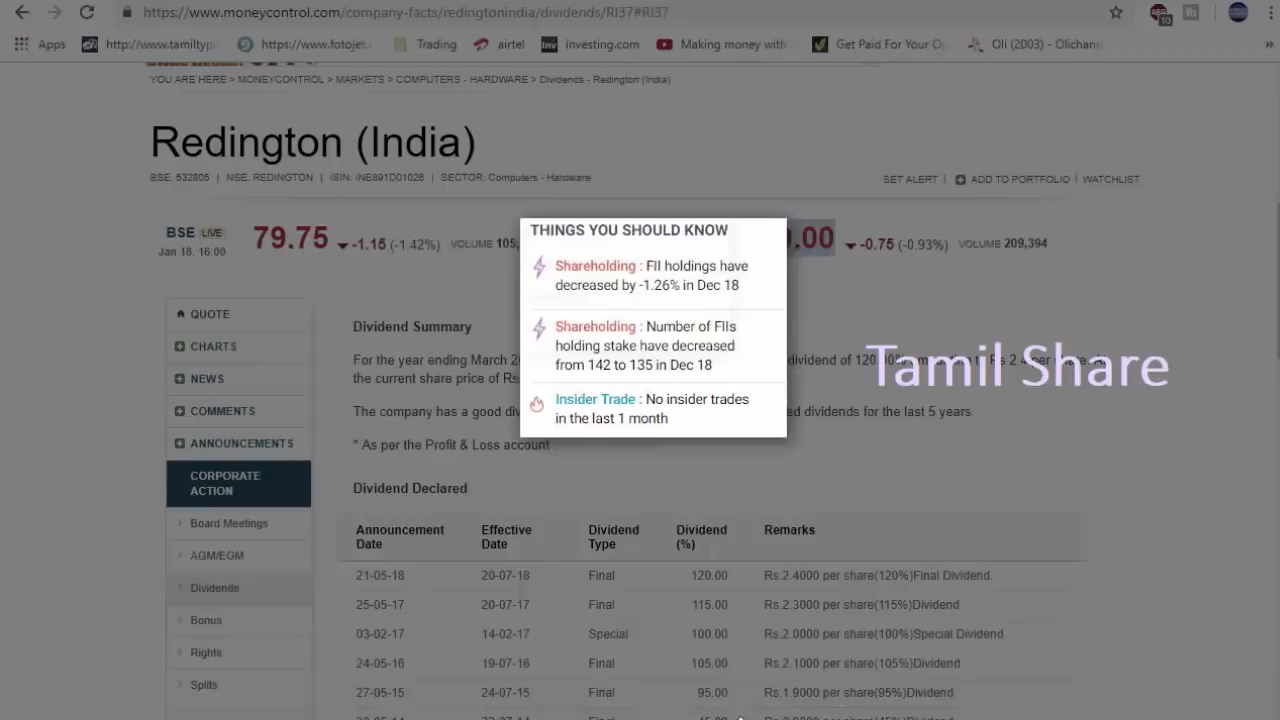 https://www.moneycontrol.com/company-facts/redingtonindia/dividends/RI37#RI37
Apps http://www.tamiltyp https://www.fotojet. Trading airtel investing.com Making money with Get Paid For Your O Oli (2003) - Olichan
YOU ARE HERE > MONEYCONTROL > MARKETS > COMPUTERS - HARDWARE > Dividends - Redington (India)
Redington (India)
BSE: 532805 | NSE: REDINGTON | ISIN: INE891D01026 | SECTOR: Computers - Hardware
SET ALERT | ADD TO PORTFOLIO | WATCHLIST
BSE LIVE
Jan 18, 16:00
79.75 -1.15 (-1.42%) VOLUME 105, .00 -0.75 (-0.93%) VOLUME 209,394
THINGS YOU SHOULD KNOW
Shareholding : FII holdings have
decreased by -1.26% in Dec 18
Shareholding : Number of FIIs
holding stake have decreased
from 142 to 135 in Dec 18
Insider Trade : No insider trades
in the last 1 month
Tamil Share
QUOTE
CHARTS
NEWS
COMMENTS
ANNOUNCEMENTS
CORPORATE
ACTION
Board Meetings
AGM/EGM
Dividends
Bonus
Rights
Splits
Dividend Summary
For the year ending March dividend of
the current share price of Rs
The company has a good dividends for the last 5 years.
* As per the Profit & Loss account
Dividend Declared
Announcement Date Effective Date Dividend Type Dividend (%) Remarks
21-05-18 20-07-18 Final 120.00 Rs.2.4000 per share(120%)Final Dividend.
25-05-17 20-07-17 Final 115.00 Rs.2.3000 per share(115%)Dividend
03-02-17 14-02-17 Special 100.00 Rs.2.0000 per share(100%)Special Dividend
24-05-16 19-07-16 Final 105.00 Rs.2.1000 per share(105%)Dividend
27-05-15 24-07-15 Final 95.00 Rs.1.9000 per share(95%)Dividend